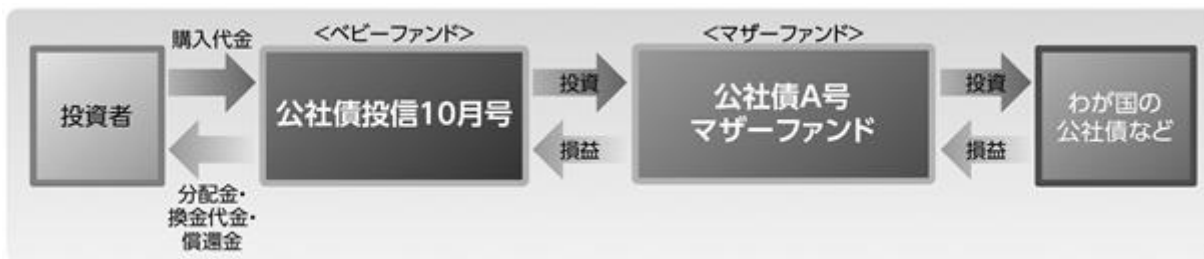 投資者
購入代金
分配金・
換金代金・
償還金
<ベビーファンド>
公社債投信10月号
投資
損益
<マザーファンド>
公社債A号
マザーファンド
投資
損益
わが国の
公社債など